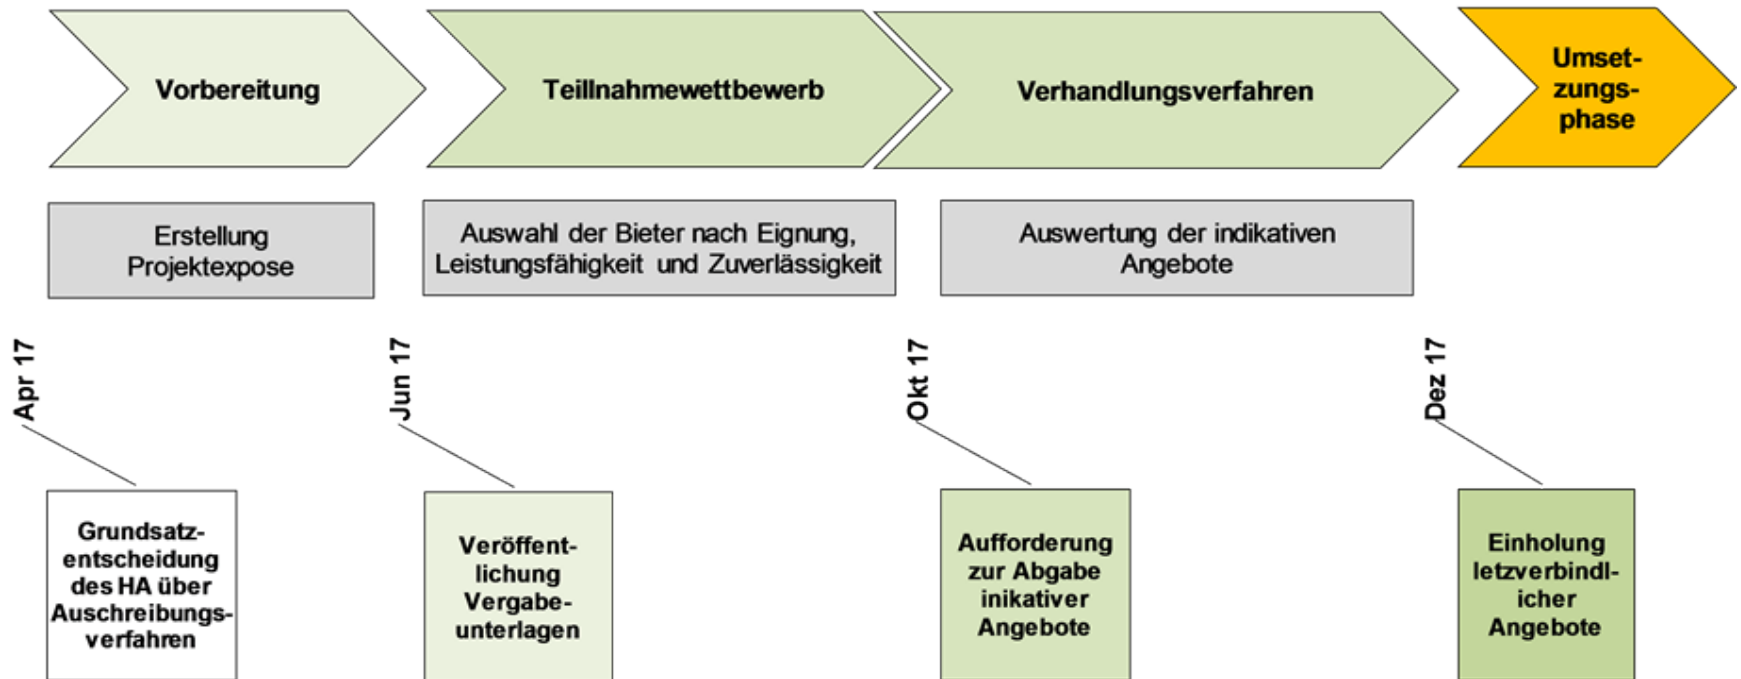 Vorbereitung
Teillnahmewettbewerb
Verhandlungsverfahren
Umset-
zungs-
phase
Erstellung
Projektexpose
Auswahl der Bieter nach Eignung,
Leistungsfähigkeit und Zuverlässigkeit
Auswertung der indikativen
Angebote
Apr 17
Jun 17
Okt 17
Dez 17
Grundsatz-
entscheidung
des HA über
Auschreibungs-
verfahren
Veröffent-
lichung
Vergabe-
unterlagen
Aufforderung
zur Abgabe
inikativer
Angebote
Einholung
letzverbindl-
icher
Angebote